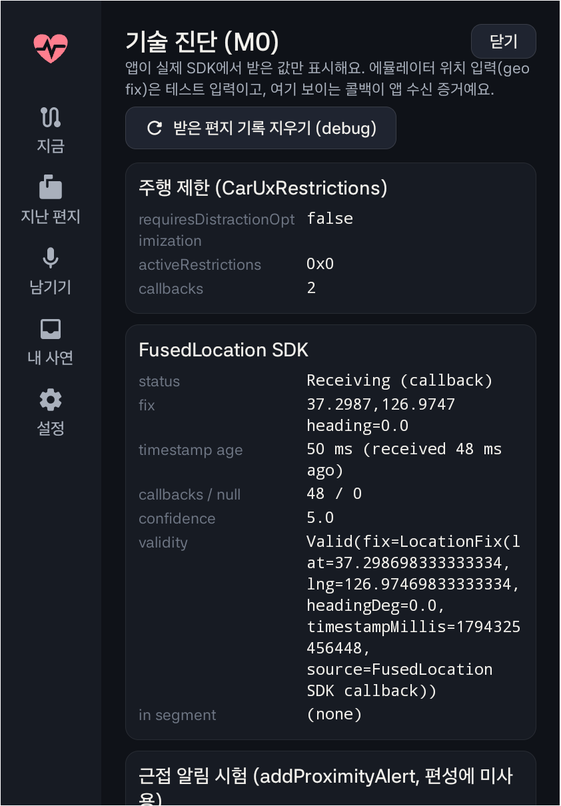 기술 진단 (M0)
닫기
앱이 실제 SDK에서 받은 값만 표시해요. 에뮬레이터 위치 입력(geo
fix)은 테스트 입력이고, 여기 보이는 콜백이 앱 수신 증거예요.
받은 편지 기록 지우기 (debug)
지금
지난 편지
남기기
내 사연
설정
주행 제한 (CarUxRestrictions)
requiresDistractionOpt false
imization
activeRestrictions 0x0
callbacks 2
FusedLocation SDK
status Receiving (callback)
fix 37.2987,126.9747
heading=0.0
timestamp age 50 ms (received 48 ms
ago)
callbacks / null 48 / 0
confidence 5.0
validity Valid(fix=LocationFix(l
at=37.298698333333334,
lng=126.97469833333334,
headingDeg=0.0,
timestampMillis=1794325
456448,
source=FusedLocation
SDK callback))
in segment (none)
근접 알림 시험 (addProximityAlert, 편성에 미사
용)